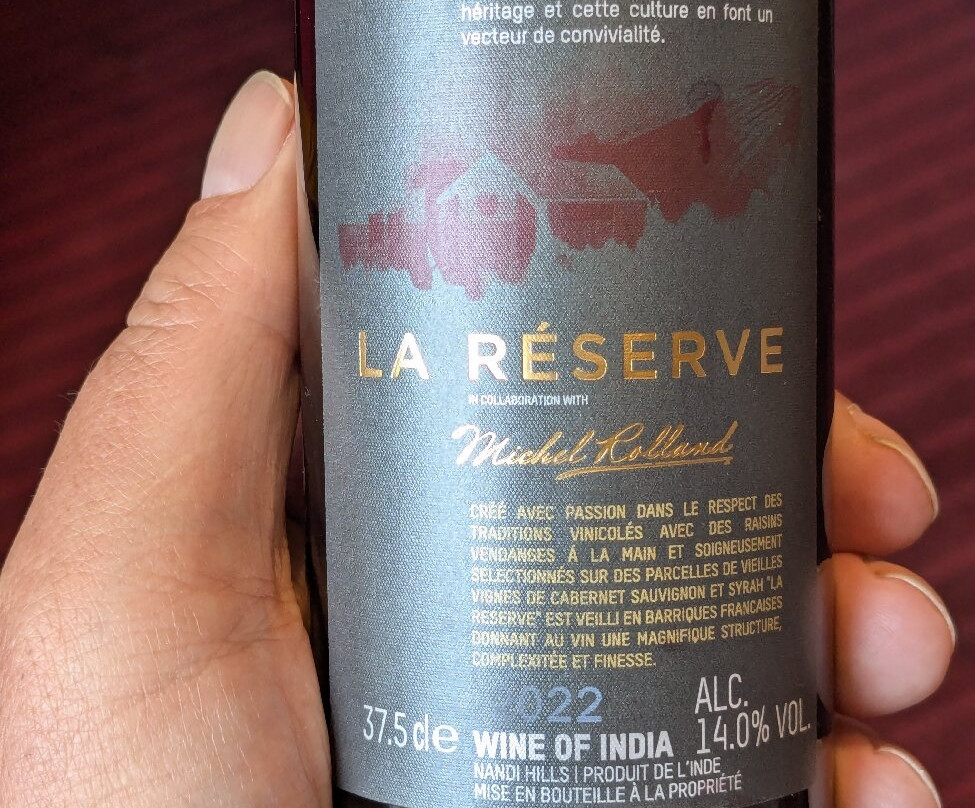 héritage et cette culture en font un
vecteur de convivialité.
LA RÉSERVE
IN COLLABORATION WITH
Michel Rolland
CRÉÉ AVEC PASSION DANS LE RESPECT DES
TRADITIONS VINICOLÉS AVEC DES RAISINS
VENDANGES À LA MAIN ET SOIGNEUSEMENT
SELECTIONNÉS SUR DES PARCELLES DE VIEILLES
VIGNES DE CABERNET SAUVIGNON ET SYRAH "LA
RESERVE" EST VEILLI EN BARRIQUES FRANCAISES
DONNANT AU VIN UNE MAGNIFIQUE STRUCTURE,
COMPLEXITÉE ET FINESSE.
2022
37.5 cl e WINE OF INDIA ALC. 14.0% VOL.
NANDI HILLS | PRODUIT DE L'INDE
MISE EN BOUTEILLE À LA PROPRIÉTÉ